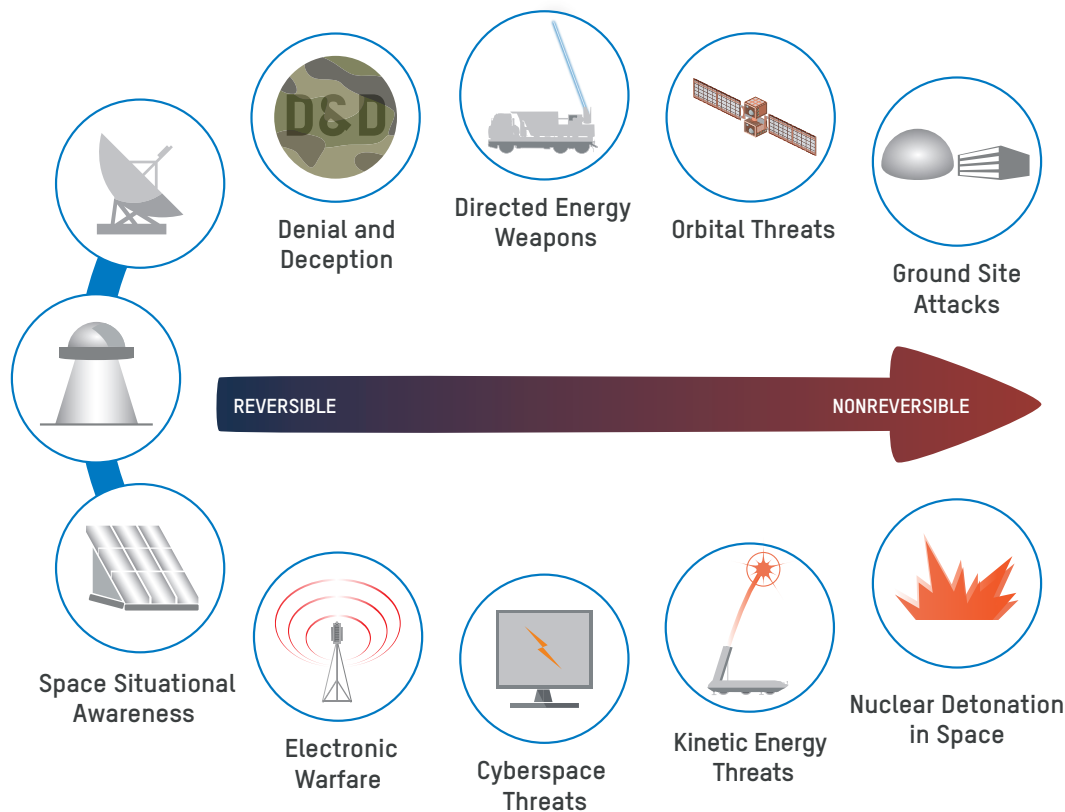 D&D
Denial and
Deception
Directed Energy
Weapons
Orbital Threats
Ground Site
Attacks
REVERSIBLE
NONREVERSIBLE
Space Situational
Awareness
Electronic
Warfare
Cyberspace
Threats
Kinetic Energy
Threats
Nuclear Detonation
in Space